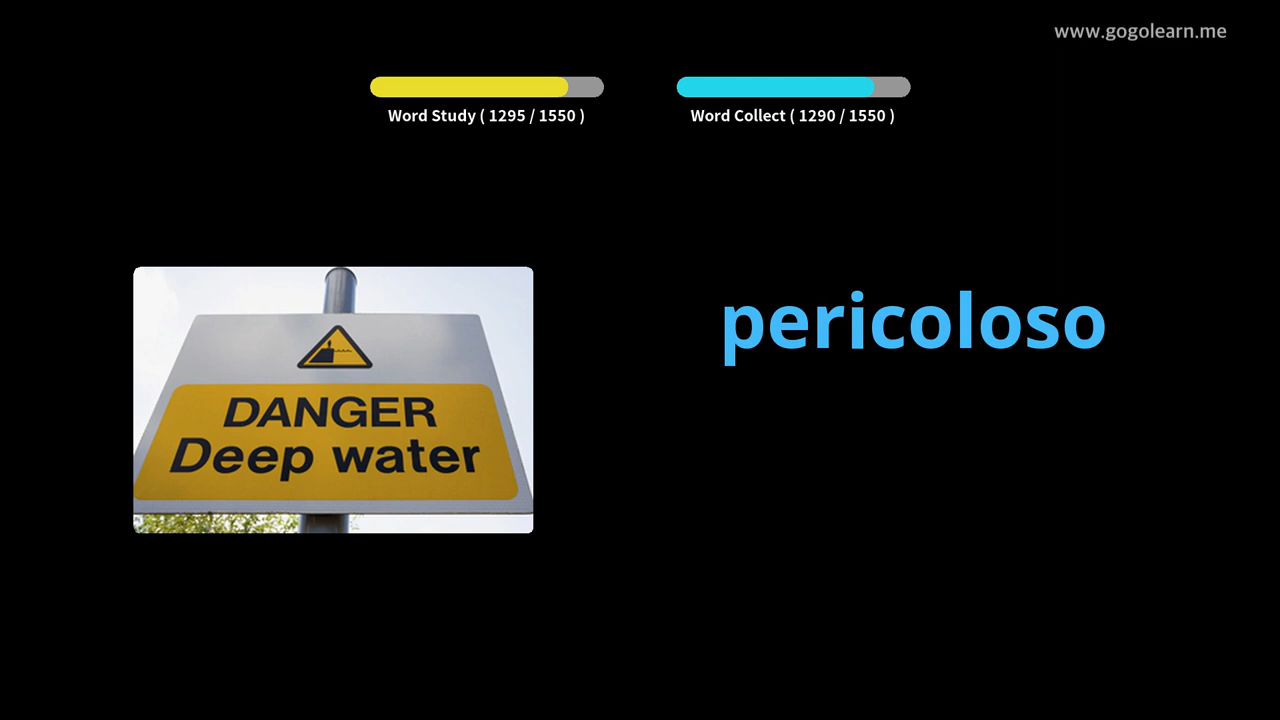 www.gogolearn.me
Word Study ( 1295 / 1550 )
Word Collect ( 1290 / 1550 )
pericoloso
DANGER
Deep water